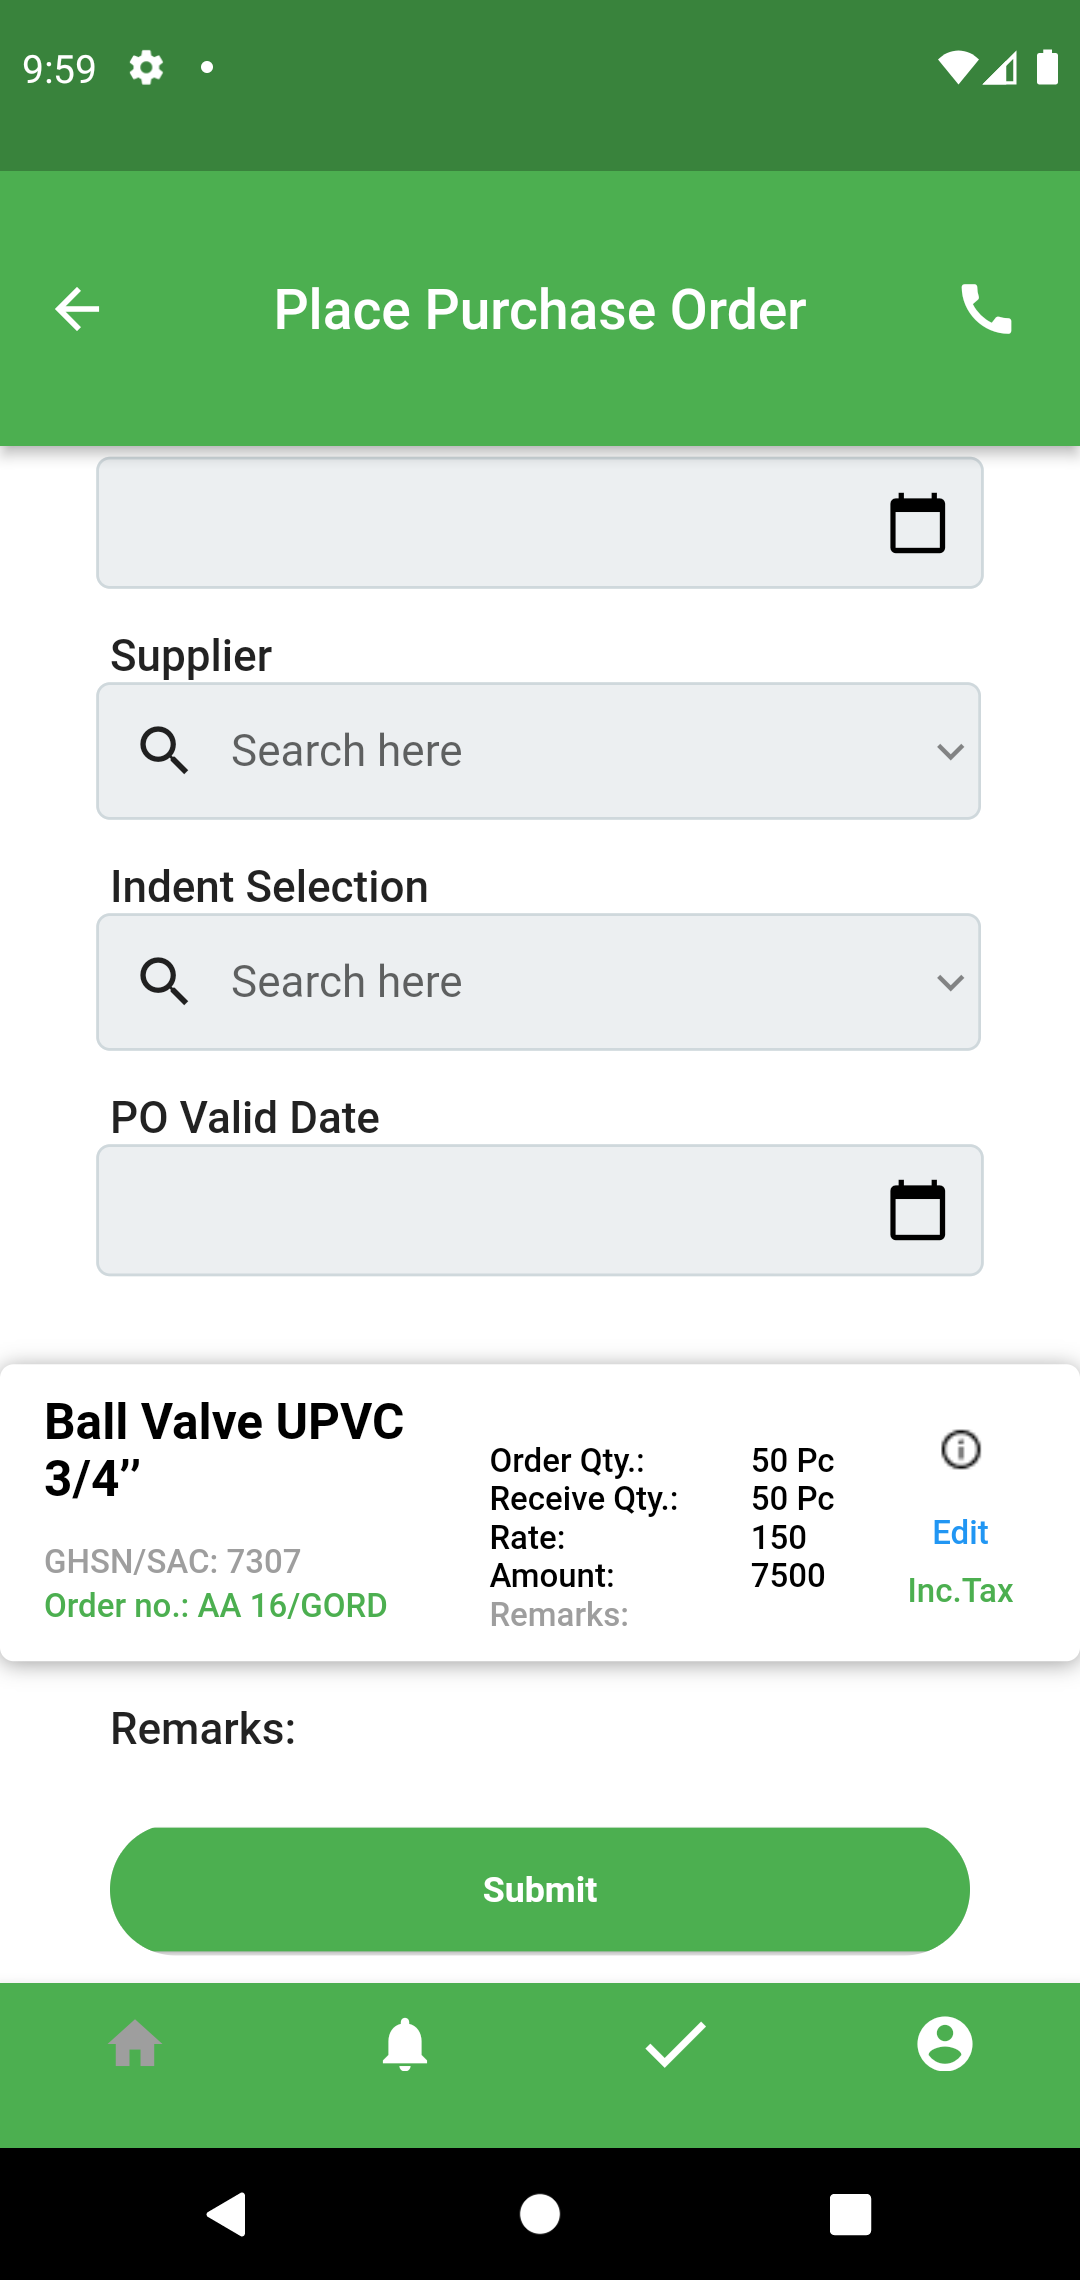 9:59
Place Purchase Order
Supplier
Search here
Indent Selection
Search here
PO Valid Date
Ball Valve UPVC
3/4’’
GHSN/SAC: 7307
Order no.: AA 16/GORD
Order Qty.: 50 Pc
Receive Qty.: 50 Pc
Rate: 150
Amount: 7500
Remarks:
Edit
Inc.Tax
Remarks:
Submit